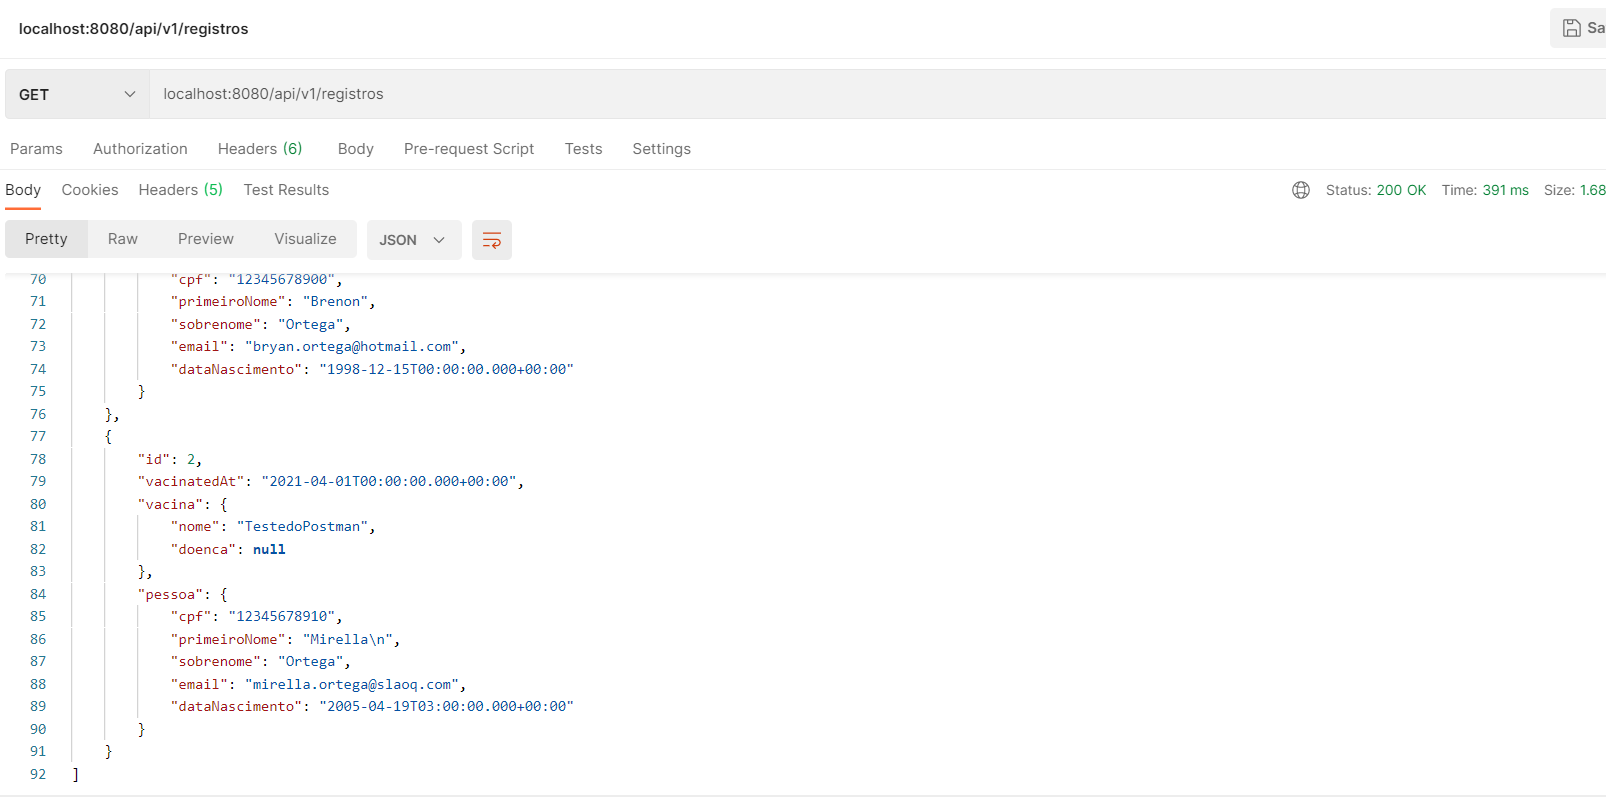 localhost:8080/api/v1/registros
Sa
GET localhost:8080/api/v1/registros
Params Authorization Headers (6) Body Pre-request Script Tests Settings
Body Cookies Headers (5) Test Results Status: 200 OK Time: 391 ms Size: 1.68
Pretty Raw Preview Visualize JSON
70 "cpf": "12345678900",
71 "primeiroNome": "Brenon",
72 "sobrenome": "Ortega",
73 "email": "bryan.ortega@hotmail.com",
74 "dataNascimento": "1998-12-15T00:00:00.000+00:00"
75 }
76 },
77 {
78 "id": 2,
79 "vacinatedAt": "2021-04-01T00:00:00.000+00:00",
80 "vacina": {
81 "nome": "TestedoPostman",
82 "doenca": null
83 },
84 "pessoa": {
85 "cpf": "12345678910",
86 "primeiroNome": "Mirella\n",
87 "sobrenome": "Ortega",
88 "email": "mirella.ortega@slaoq.com",
89 "dataNascimento": "2005-04-19T03:00:00.000+00:00"
90 }
91 }
92 ]